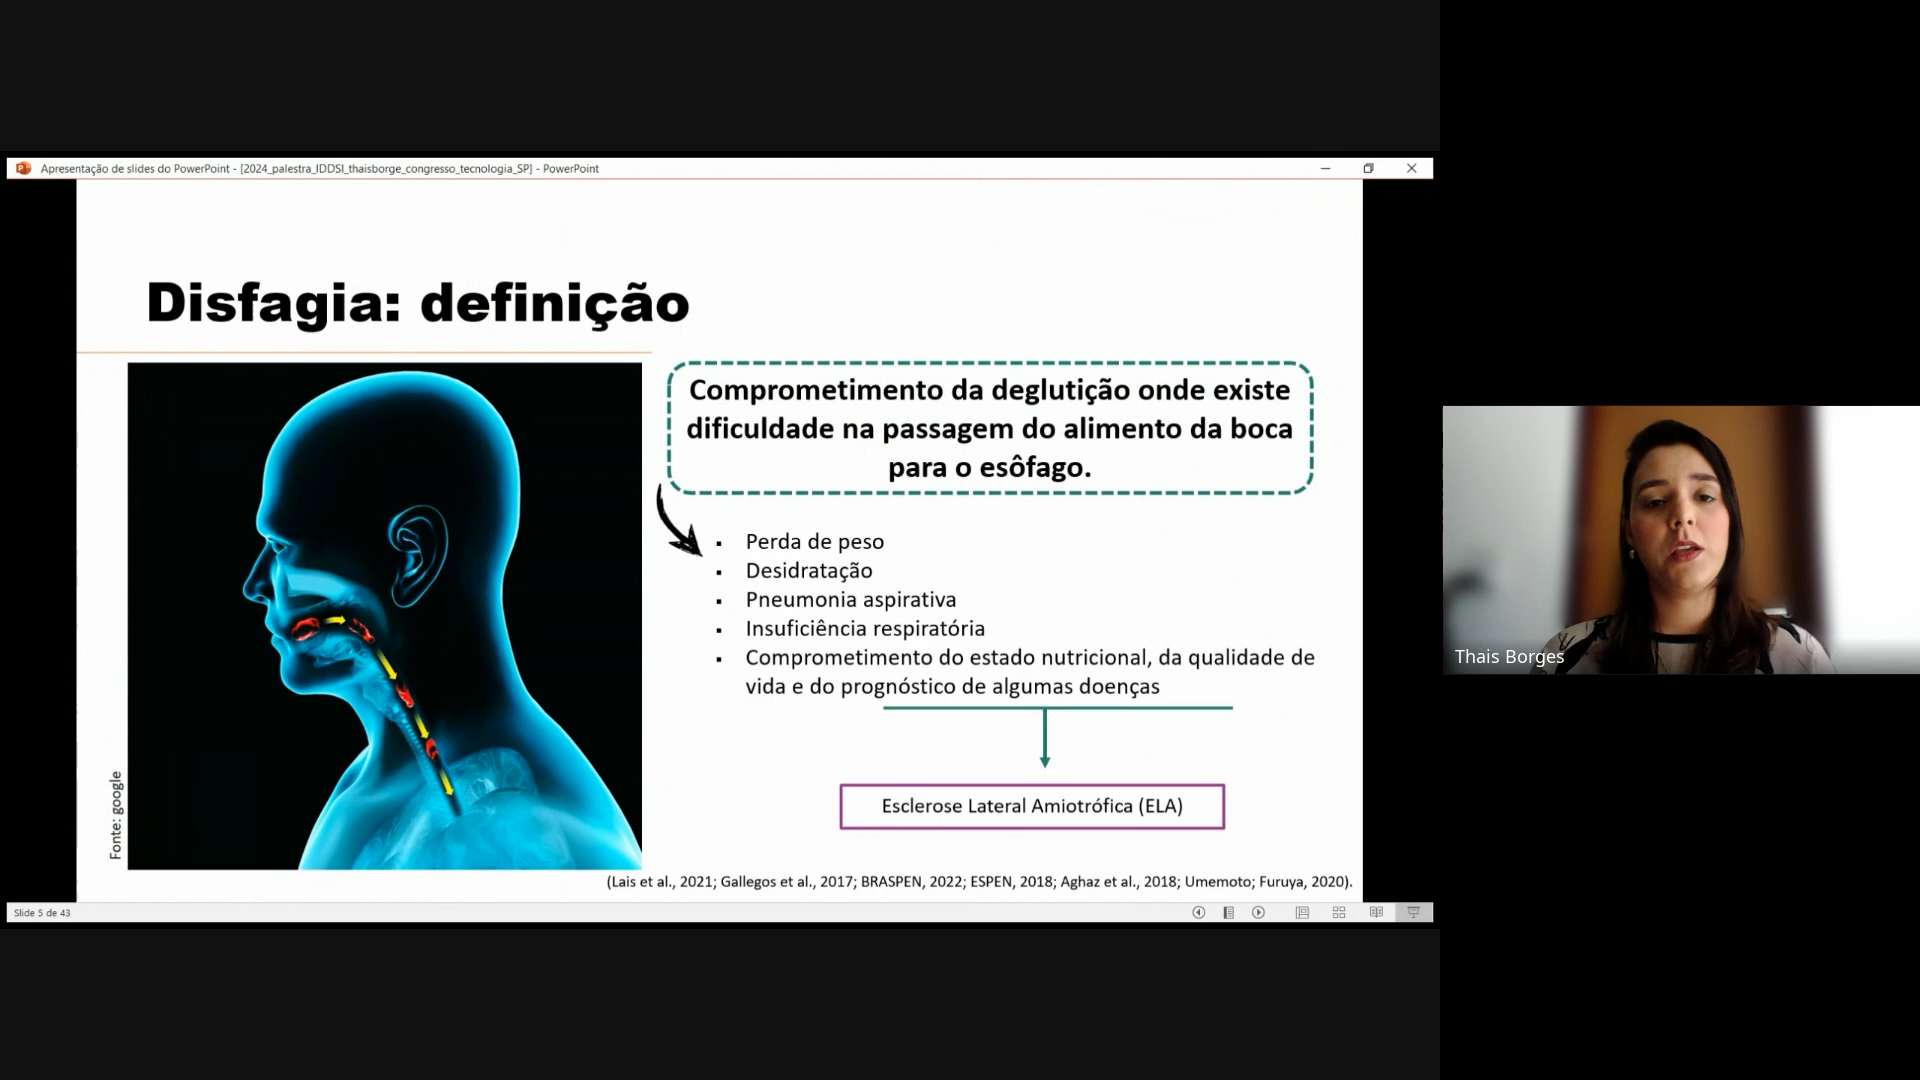 Apresentação de slides do PowerPoint - [2024_palestra_IDDSI_thaisborge_congresso_tecnologia_SP] - PowerPoint
Disfagia: definição
Comprometimento da deglutição onde existe
dificuldade na passagem do alimento da boca
para o esôfago.
▪ Perda de peso
▪ Desidratação
▪ Pneumonia aspirativa
▪ Insuficiência respiratória
▪ Comprometimento do estado nutricional, da qualidade de
vida e do prognóstico de algumas doenças
Esclerose Lateral Amiotrófica (ELA)
Fonte: google
(Lais et al., 2021; Gallegos et al., 2017; BRASPEN, 2022; ESPEN, 2018; Aghaz et al., 2018; Umemoto; Furuya, 2020).
Slide 5 de 43
Thais Borges